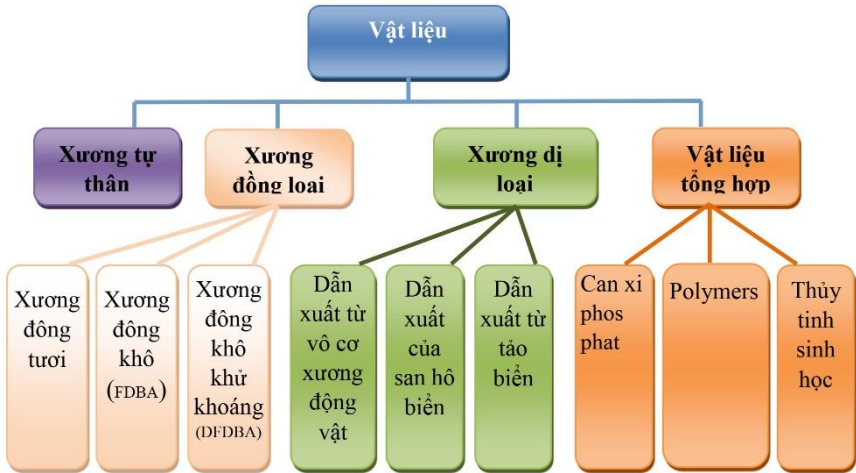 Vật liệu
Xương tự
thân
Xương
đồng loai
Xương dị
loại
Vật liệu
tổng hợp
Xương
đông
tươi
Xương
đông
khô
(FDBA)
Xương
đông
khô
khử
khoáng
(DFDBA)
Dẫn
xuất từ
vô cơ
xương
động
vật
Dẫn
xuất
của
san hô
biển
Dẫn
xuất từ
tảo
biển
Can xi
phos
phat
Polymers
Thủy
tinh
sinh
học